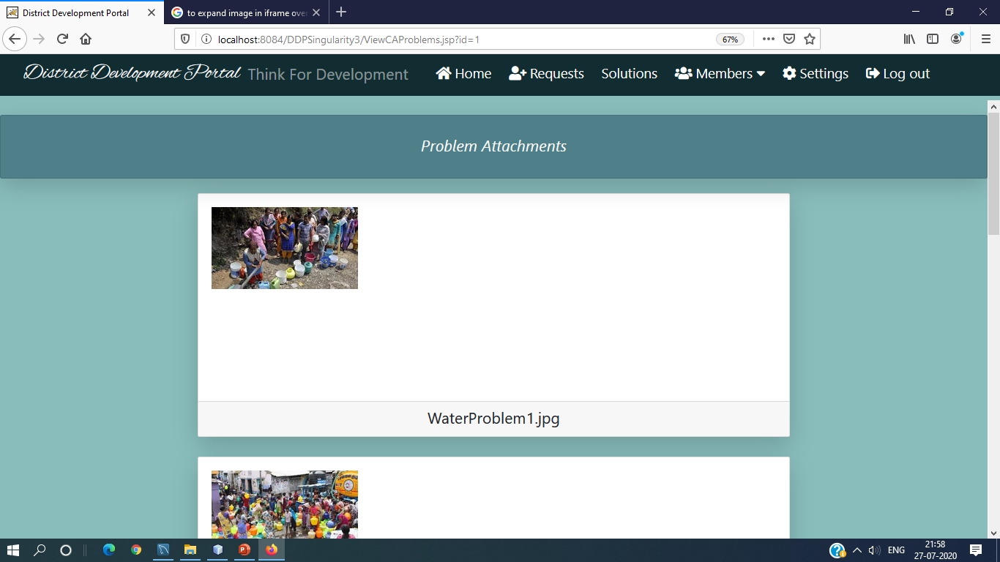 District Development Portal
to expand image in iframe ove
localhost:8084/DDPSingularity3/ViewCAProblems.jsp?id=1
67%
District Development Portal Think For Development Home Requests Solutions Members Settings Log out
Problem Attachments
WaterProblem1.jpg
ENG
21:58
27-07-2020